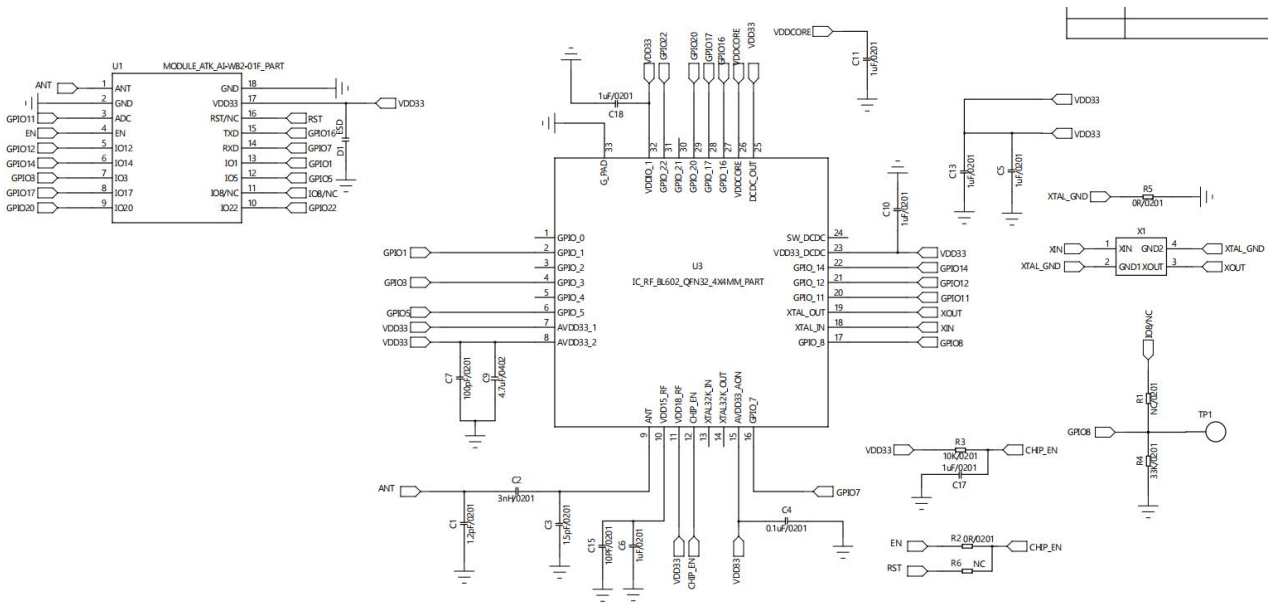 U1 MODULE_ATK_AI-WB2-01F_PART
ANT 1 ANT GND 18
2 GND VDD33 17 VDD33
GPIO11 3 ADC RST/NC 16 RST
EN 4 EN TXD 15 GPIO16
GPIO12 5 IO12 RXD 14 GPIO7
GPIO14 6 IO14 IO1 13 GPIO1
GPIO3 7 IO3 IO5 12 GPIO5
GPIO17 8 IO17 IO8/NC 11 IO8/NC
GPIO20 9 IO20 IO22 10 GPIO22
D1 ESD
1uF/0201
C18
VDD33
GPIO22
GPIO20
GPIO17
GPIO16
VDDCORE
VDD33
33 32 31 30 29 28 27 26 25
G_PAD
VDDIO_1
GPIO_22
GPIO_21
GPIO_20
GPIO_17
GPIO_16
VDDCORE
DCDC_OUT
VDDCORE
C11
1uF/0201
C10
1uF/0201
VDD33
VDD33
C13
1uF/0201
C5
1uF/0201
R5
XTAL_GND
0R/0201
X1
XIN 1 XIN GND2 4 XTAL_GND
XTAL_GND 2 GND1 XOUT 3 XOUT
U3
IC_RF_BL602_QFN32_4X4MM_PART
1 GPIO_0
GPIO1 2 GPIO_1
3 GPIO_2
GPIO3 4 GPIO_3
5 GPIO_4
GPIO5 6 GPIO_5
VDD33 7 AVDD33_1
VDD33 8 AVDD33_2
SW_DCDC 24
VDD33_DCDC 23 VDD33
GPIO_14 22 GPIO14
GPIO_12 21 GPIO12
GPIO_11 20 GPIO11
XTAL_OUT 19 XOUT
XTAL_IN 18 XIN
GPIO_8 17 GPIO8
C7
100pF/0201
C9
4.7uF/0402
ANT
VDD15_RF
VDD18_RF
CHIP_EN
XTAL32K_IN
XTAL32K_OUT
AVDD33_AON
GPIO_7
9 10 11 12 13 14 15 16
ANT
C2
3nH/0201
C1
1.2pF/0201
C3
1.5pF/0201
C15
10PF/0201
C6
1uF/0201
VDD33
CHIP_EN
VDD33
GPIO7
C4
0.1uF/0201
IO8/NC
R1
NC/0201
TP1
GPIO8
R4
33K/0201
R3
VDD33 CHIP_EN
10K/0201
1uF/0201
C17
EN R2 0R/0201 CHIP_EN
RST R6 NC